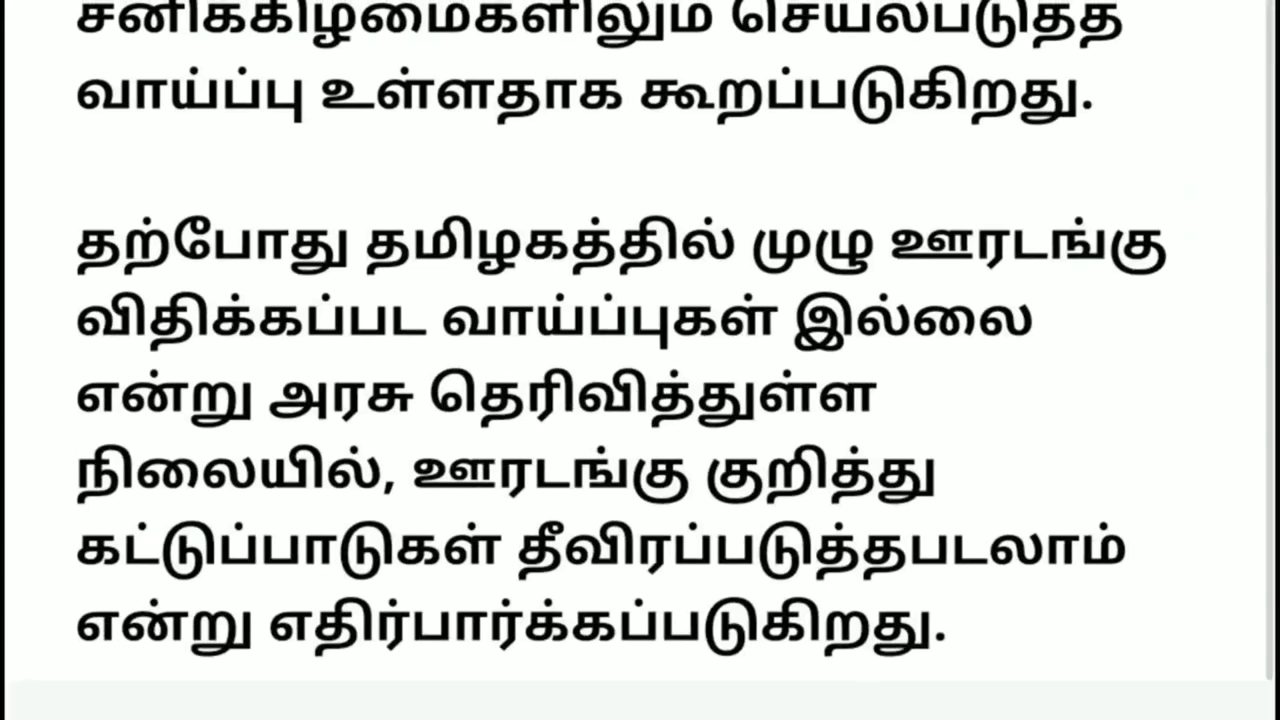 சனிக்கிழமைகளிலும் செயல்படுத்த
வாய்ப்பு உள்ளதாக கூறப்படுகிறது.
தற்போது தமிழகத்தில் முழு ஊரடங்கு
விதிக்கப்பட வாய்ப்புகள் இல்லை
என்று அரசு தெரிவித்துள்ள
நிலையில், ஊரடங்கு குறித்து
கட்டுப்பாடுகள் தீவிரப்படுத்தபடலாம்
என்று எதிர்பார்க்கப்படுகிறது.